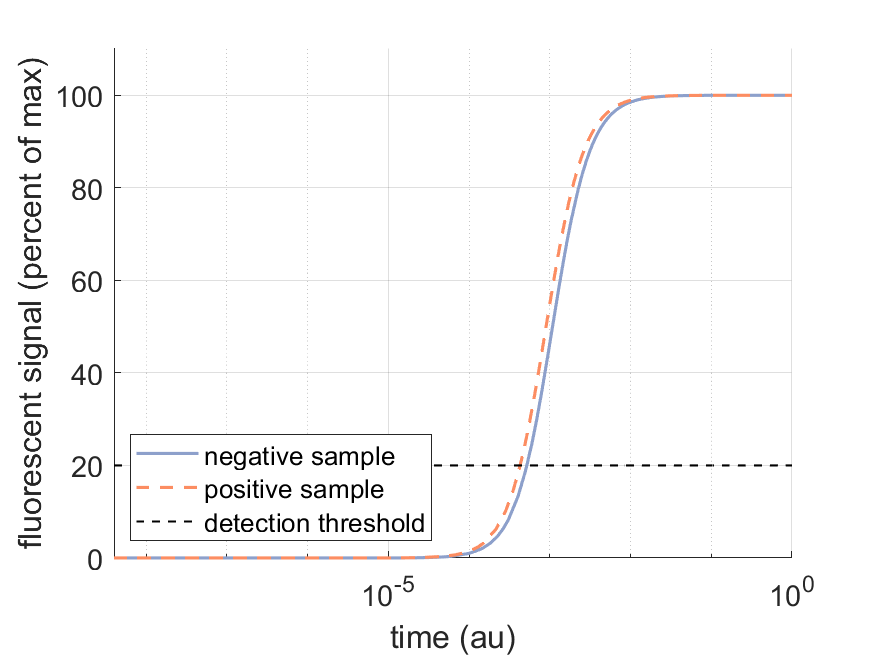 fluorescent signal (percent of max)
100
80
60
40
20
0
negative sample
positive sample
detection threshold
10^-5
10^0
time (au)